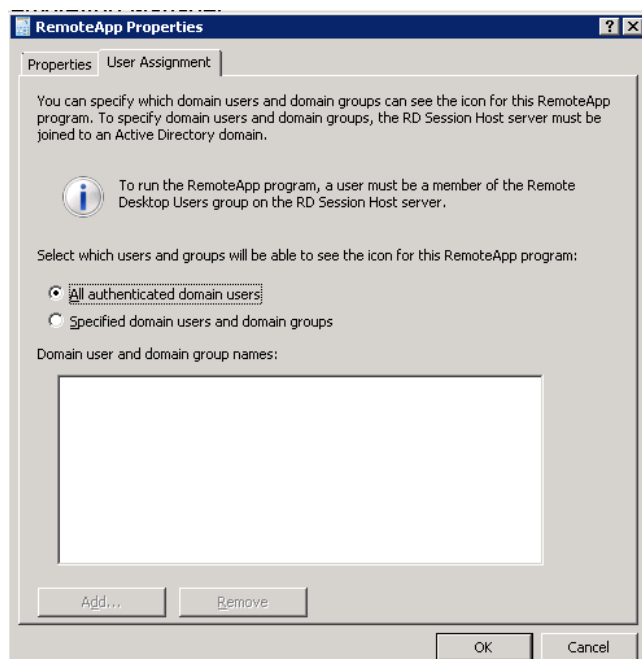 RemoteApp Properties
Properties
User Assignment
You can specify which domain users and domain groups can see the icon for this RemoteApp
program. To specify domain users and domain groups, the RD Session Host server must be
joined to an Active Directory domain.
To run the RemoteApp program, a user must be a member of the Remote
Desktop Users group on the RD Session Host server.
Select which users and groups will be able to see the icon for this RemoteApp program:
All authenticated domain users
Specified domain users and domain groups
Domain user and domain group names:
Add...
Remove
OK
Cancel